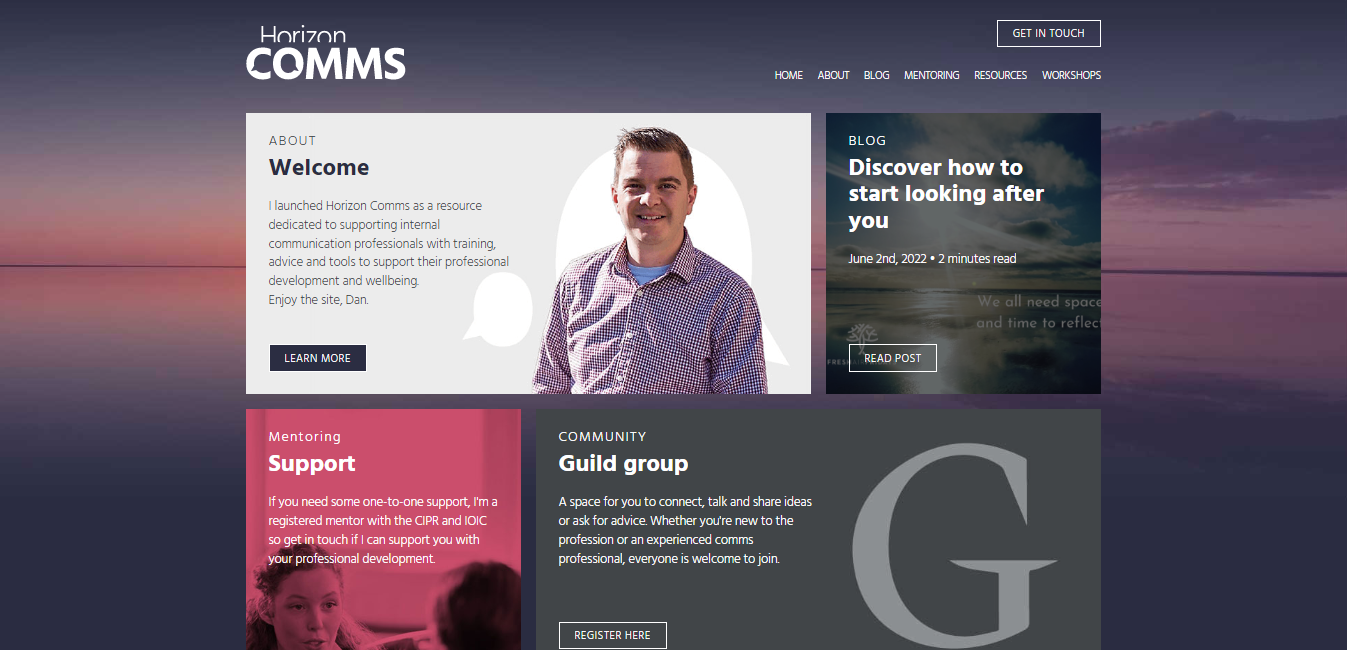 Horizon
COMMS
GET IN TOUCH
HOME ABOUT BLOG MENTORING RESOURCES WORKSHOPS
ABOUT
Welcome
I launched Horizon Comms as a resource
dedicated to supporting internal
communication professionals with training,
advice and tools to support their professional
development and wellbeing.
Enjoy the site, Dan.
LEARN MORE
BLOG
Discover how to
start looking after
you
June 2nd, 2022 • 2 minutes read
We all need space
and time to reflect
READ POST
Mentoring
Support
If you need some one-to-one support, I'm a
registered mentor with the CIPR and IOIC
so get in touch if I can support you with
your professional development.
COMMUNITY
Guild group
A space for you to connect, talk and share ideas
or ask for advice. Whether you're new to the
profession or an experienced comms
professional, everyone is welcome to join.
REGISTER HERE
G